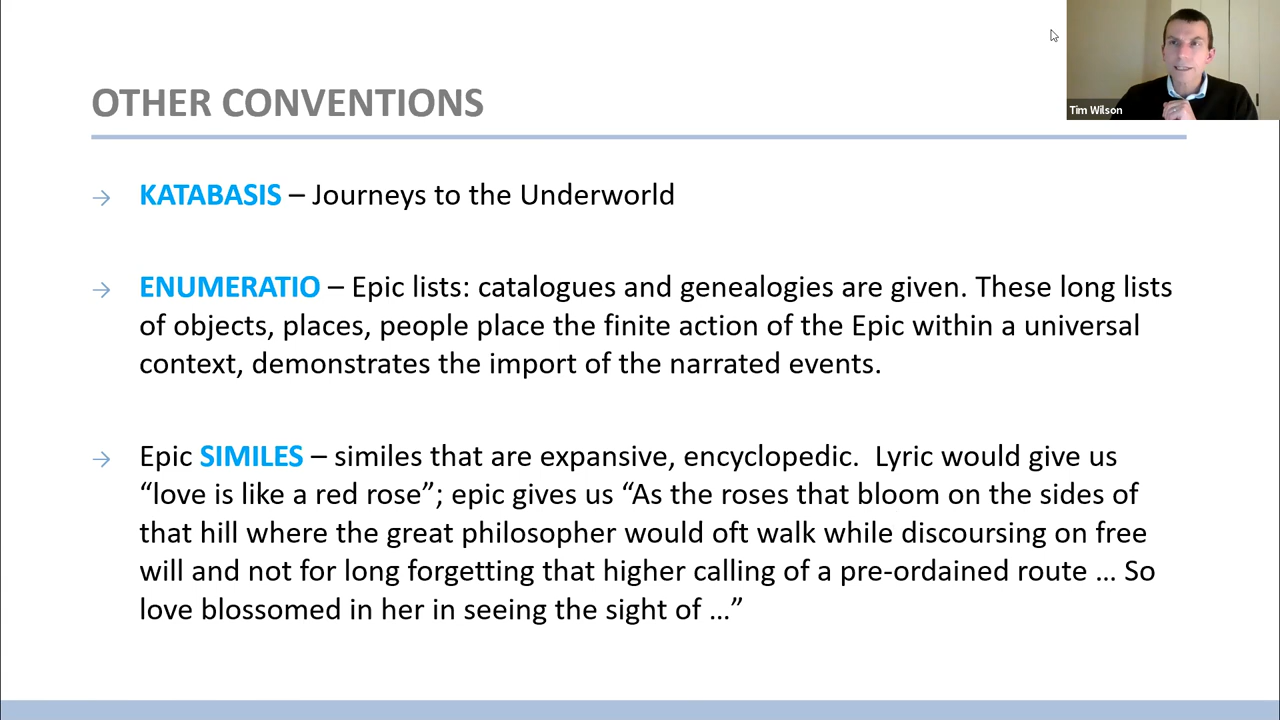 OTHER CONVENTIONS
Tim Wilson
→ KATABASIS – Journeys to the Underworld
→ ENUMERATIO – Epic lists: catalogues and genealogies are given. These long lists
of objects, places, people place the finite action of the Epic within a universal
context, demonstrates the import of the narrated events.
→ Epic SIMILES – similes that are expansive, encyclopedic.  Lyric would give us
“love is like a red rose”; epic gives us “As the roses that bloom on the sides of
that hill where the great philosopher would oft walk while discoursing on free
will and not for long forgetting that higher calling of a pre-ordained route … So
love blossomed in her in seeing the sight of …”